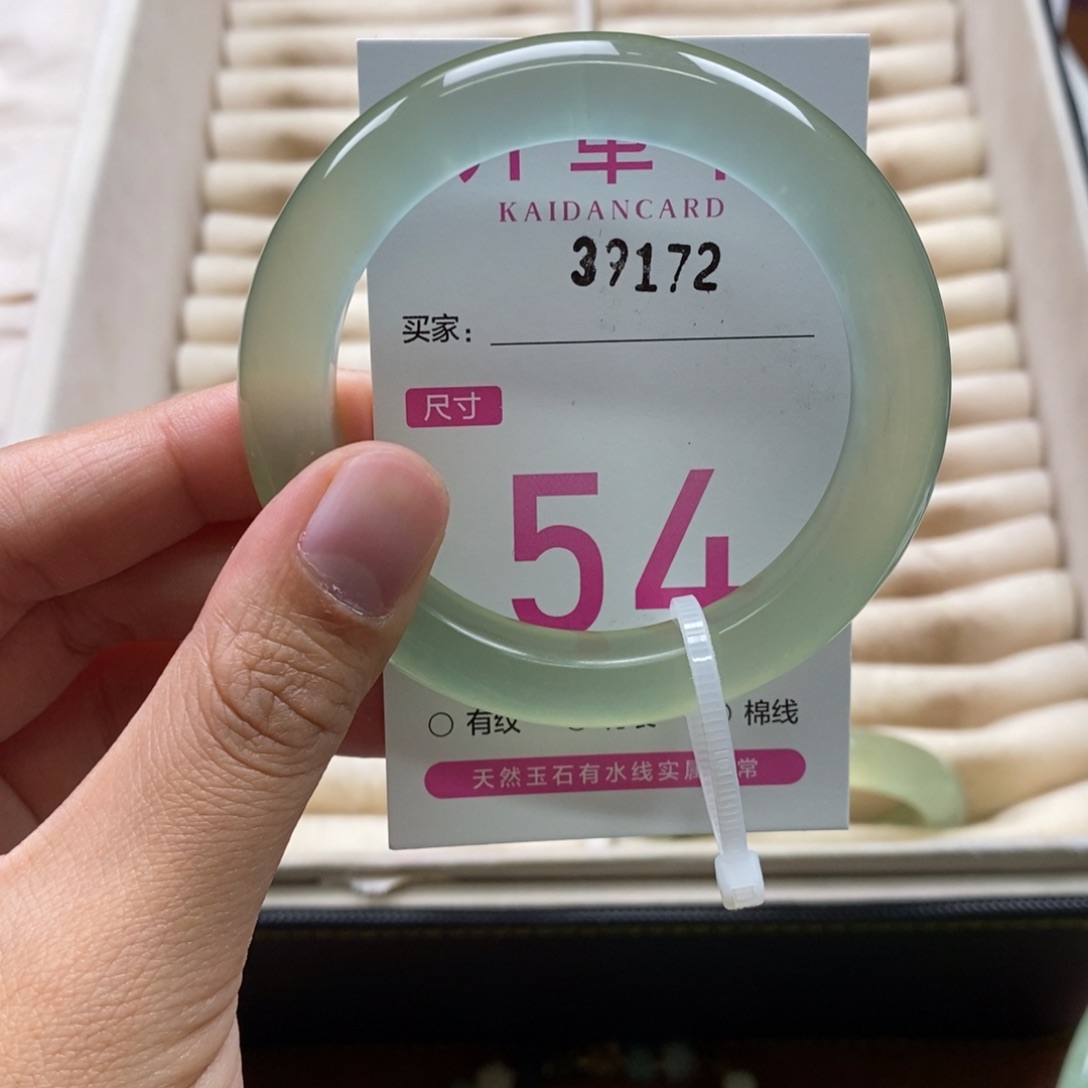 KAIDANCARD
39172
买家：
尺寸
54
○ 有纹 棉线
天然玉石有水线实属 常